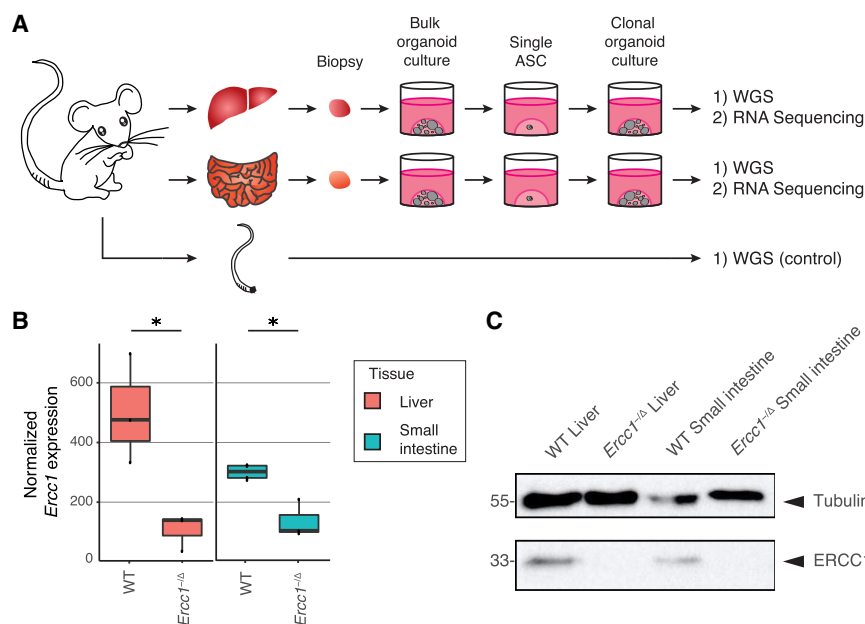 A
Biopsy
Bulk
organoid
culture
Single
ASC
Clonal
organoid
culture
1) WGS
2) RNA Sequencing
1) WGS
2) RNA Sequencing
1) WGS (control)
B
Normalized
Ercc1 expression
600
400
200
0
*
*
WT
Ercc1−/Δ
WT
Ercc1−/Δ
Tissue
Liver
Small
intestine
C
WT Liver
Ercc1−/Δ Liver
WT Small intestine
Ercc1−/Δ Small intestine
55-
Tubulin
33-
ERCC1